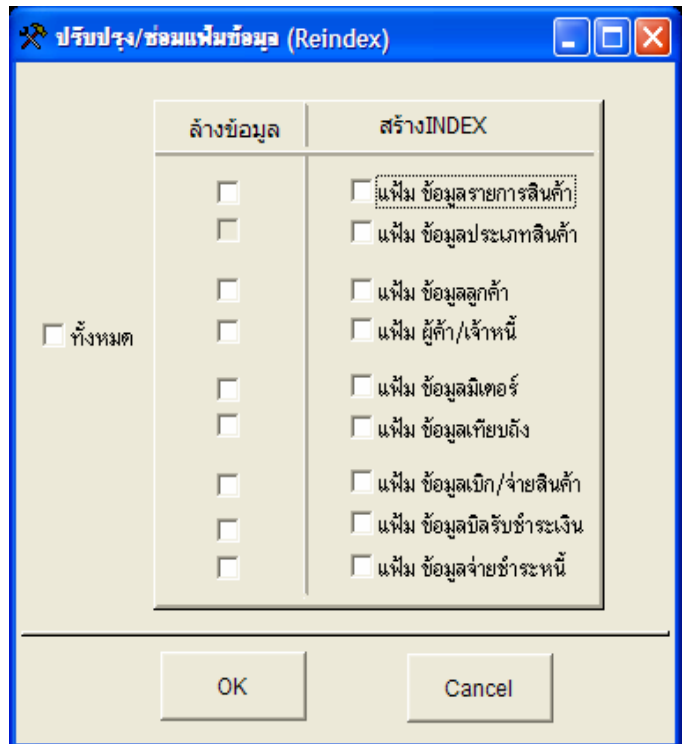 ปรับปรุง/ซ่อมแฟ้มข้อมูล (Reindex)
ล้างข้อมูล สร้างINDEX
แฟ้ม ข้อมูลรายการสินค้า
แฟ้ม ข้อมูลประเภทสินค้า
แฟ้ม ข้อมูลลูกค้า
ทั้งหมด แฟ้ม ผู้ค้า/เจ้าหนี้
แฟ้ม ข้อมูลมิเตอร์
แฟ้ม ข้อมูลเทียบถัง
แฟ้ม ข้อมูลเบิก/จ่ายสินค้า
แฟ้ม ข้อมูลบิลรับชำระเงิน
แฟ้ม ข้อมูลจ่ายชำระหนี้
OK Cancel